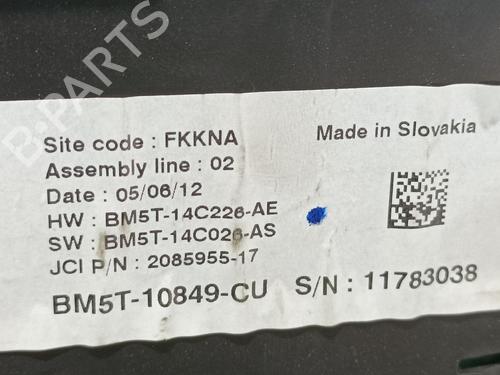 B-PARTS
Site code : FKKNA
Made in Slovakia
Assembly line : 02
Date : 05/06/12
HW : BM5T-14C226-AE
SW : BM5T-14C026-AS
JCI P/N : 2085955-17
BM5T-10849-CU S/N : 11783038